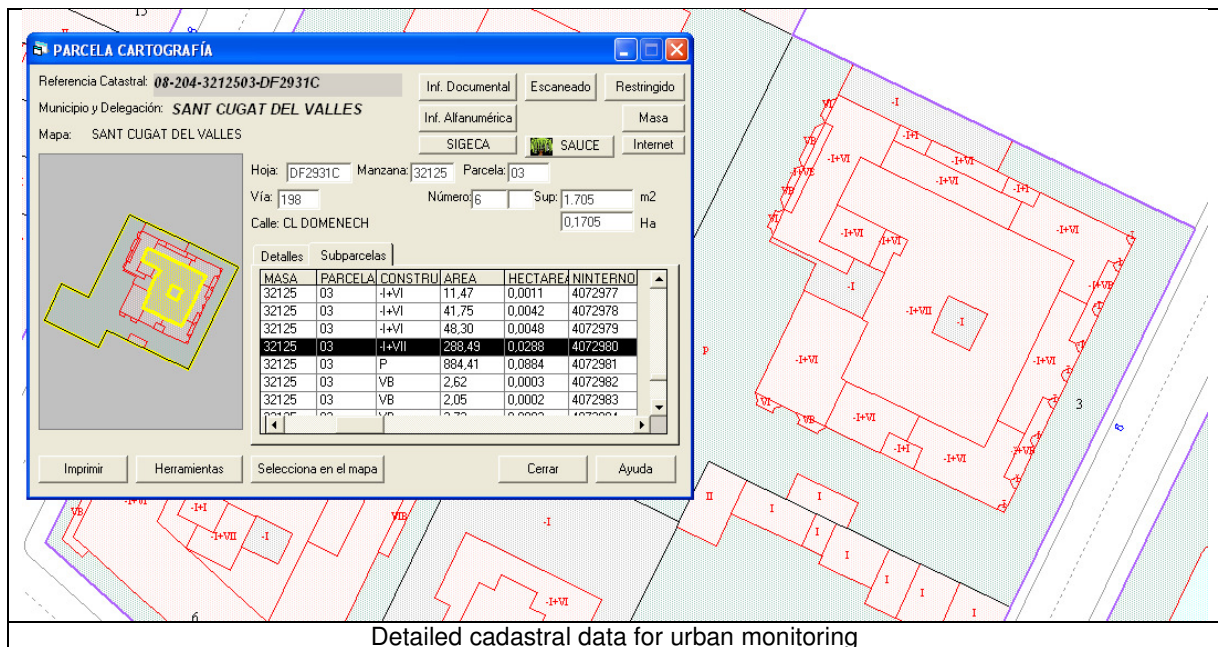 PARCELA CARTOGRAFÍA
Referencia Catastral: 08-204-3212503-DF2931C
Municipio y Delegación: SANT CUGAT DEL VALLES
Mapa: SANT CUGAT DEL VALLES
Inf. Documental Escaneado Restringido
Inf. Alfanumérica Masa
SIGECA SAUCE Internet
Hoja: DF2931C Manzana: 32125 Parcela: 03
Vía: 198 Número: 6 Sup: 1.705 m2
Calle: CL DOMENECH 0,1705 Ha
Detalles Subparcelas
MASA PARCELA CONSTRU AREA HECTAREA NINTERNO
32125 03 -I+VI 11,47 0,0011 4072977
32125 03 -I+VI 41,75 0,0042 4072978
32125 03 -I+VI 48,30 0,0048 4072979
32125 03 -I+VII 288,49 0,0288 4072980
32125 03 P 884,41 0,0884 4072981
32125 03 VB 2,62 0,0003 4072982
32125 03 VB 2,05 0,0002 4072983
Imprimir Herramientas Selecciona en el mapa Cerrar Ayuda
-I
VI
-I+I
VB
-I+VI
-I+VI
-I+VI
-I+I
VB
VI
-I+VI
-I+VI
-I+VI
-I
-I+VII
-I
P
-I+VI
-I+VI
VI
VB
-I+VI
3
8
-I+I
-I+VI
VB
-I+I
VIB
-I+VII
-I
-I
II
I
I
I
I
I
I
I
-I+VI
6
Detailed cadastral data for urban monitoring